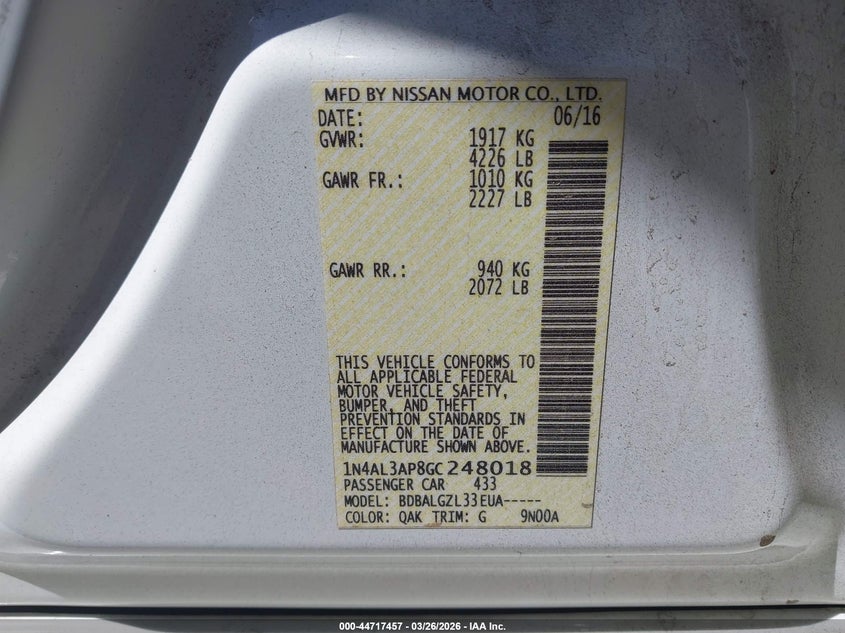 MFD BY NISSAN MOTOR CO., LTD.
DATE: 06/16
GVWR: 1917 KG
4226 LB
GAWR FR.: 1010 KG
2227 LB
GAWR RR.: 940 KG
2072 LB
THIS VEHICLE CONFORMS TO
ALL APPLICABLE FEDERAL
MOTOR VEHICLE SAFETY,
BUMPER, AND THEFT
PREVENTION STANDARDS IN
EFFECT ON THE DATE OF
MANUFACTURE SHOWN ABOVE.
1N4AL3AP8GC248018
PASSENGER CAR 433
MODEL: BDBALGZL33EUA-----
COLOR: QAK TRIM: G 9N00A
000-44717457 - 03/26/2026 - IAA Inc.